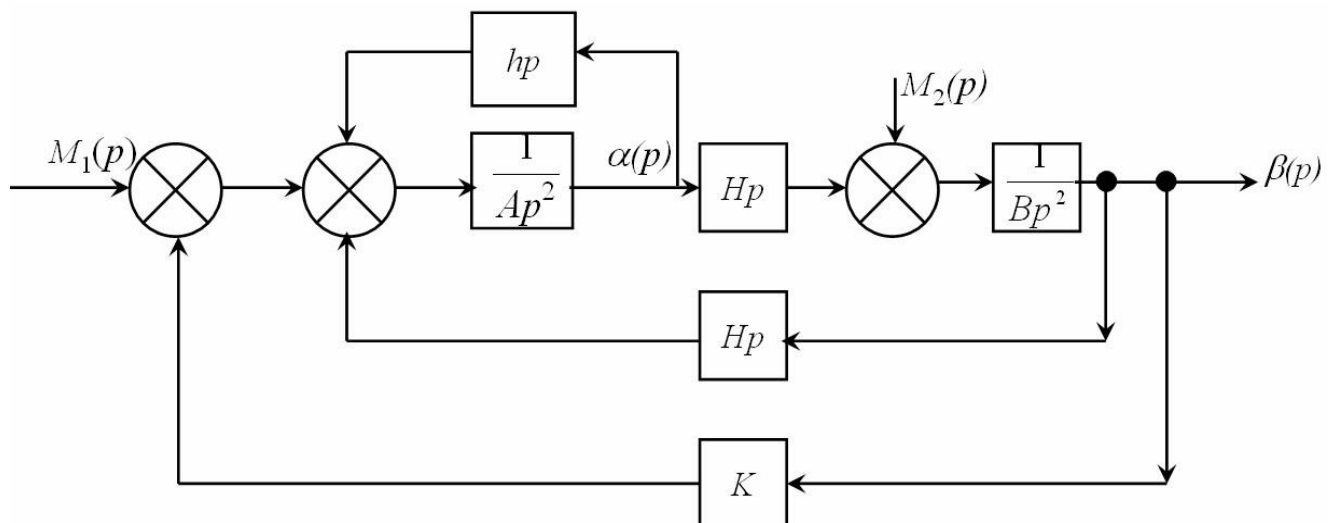 hp
M₂(p)
M₁(p)
1
Ap²
α(p)
Hp
1
Bp²
β(p)
Hp
K